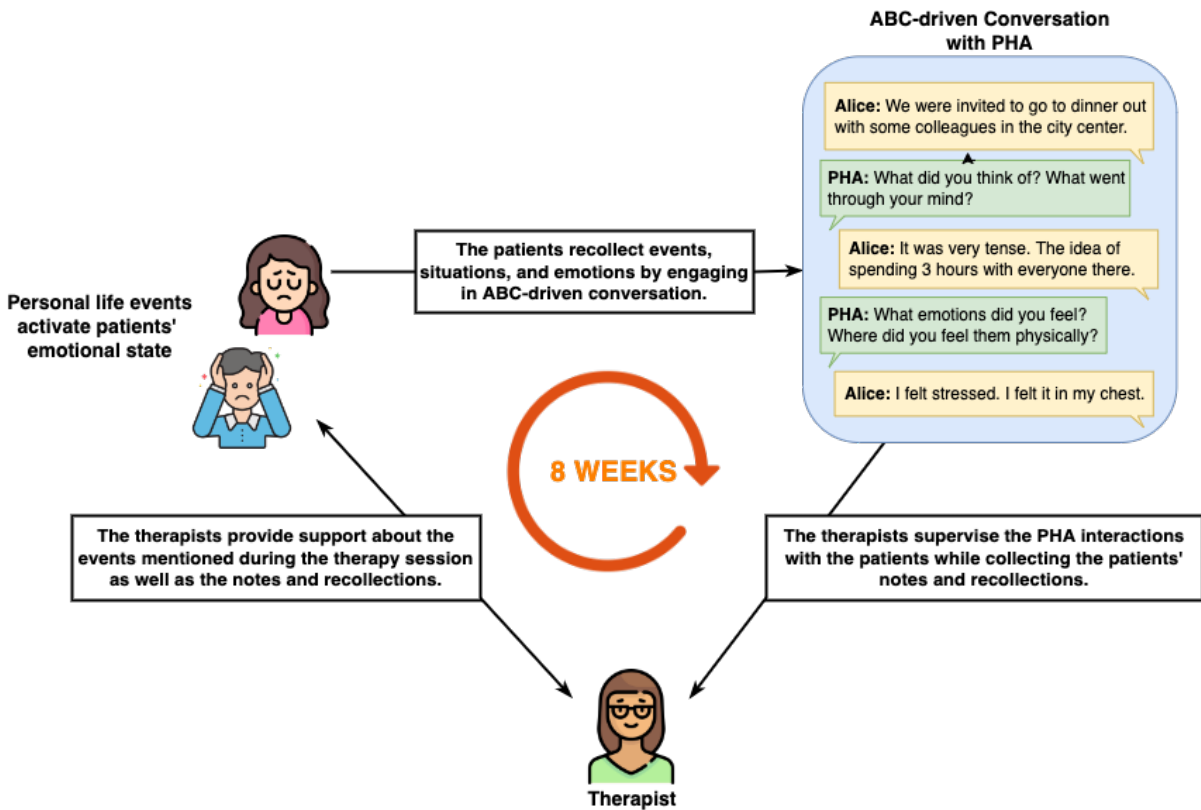 ABC-driven Conversation
with PHA
Alice: We were invited to go to dinner out
with some colleagues in the city center.
PHA: What did you think of? What went
through your mind?
Alice: It was very tense. The idea of
spending 3 hours with everyone there.
PHA: What emotions did you feel?
Where did you feel them physically?
Alice: I felt stressed. I felt it in my chest.
The patients recollect events,
situations, and emotions by engaging
in ABC-driven conversation.
Personal life events
activate patients'
emotional state
8 WEEKS
The therapists provide support about the
events mentioned during the therapy session
as well as the notes and recollections.
The therapists supervise the PHA interactions
with the patients while collecting the patients'
notes and recollections.
Therapist